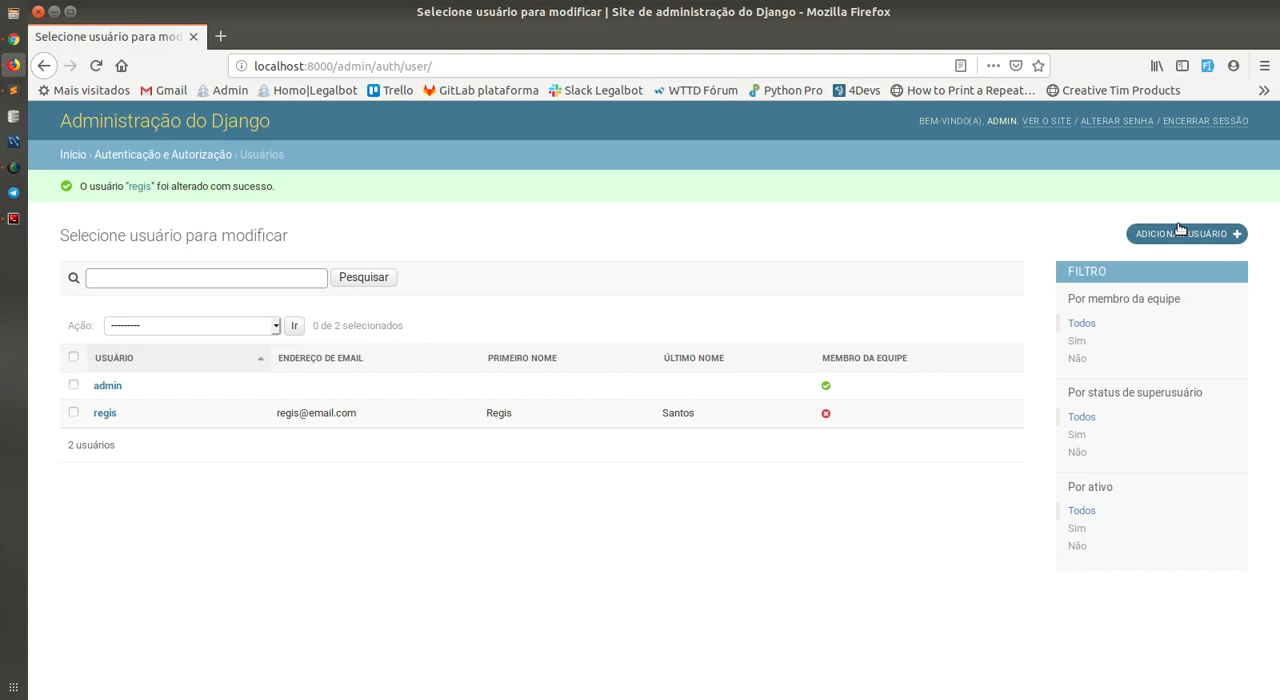 Selecione usuário para modificar | Site de administração do Django - Mozilla Firefox
Selecione usuário para mod
localhost:8000/admin/auth/user/
Mais visitados Gmail Admin Homo|Legalbot Trello GitLab plataforma Slack Legalbot WTTD Fórum Python Pro 4Devs How to Print a Repeat… Creative Tim Products
Administração do Django
BEM-VINDO(A), ADMIN. VER O SITE / ALTERAR SENHA / ENCERRAR SESSÃO
Início › Autenticação e Autorização › Usuários
O usuário "regis" foi alterado com sucesso.
Selecione usuário para modificar
ADICIONAR USUÁRIO
Pesquisar
Ação: --------- Ir 0 de 2 selecionados
USUÁRIO ENDEREÇO DE EMAIL PRIMEIRO NOME ÚLTIMO NOME MEMBRO DA EQUIPE
admin
regis regis@email.com Regis Santos
2 usuários
FILTRO
Por membro da equipe
Todos
Sim
Não
Por status de superusuário
Todos
Sim
Não
Por ativo
Todos
Sim
Não